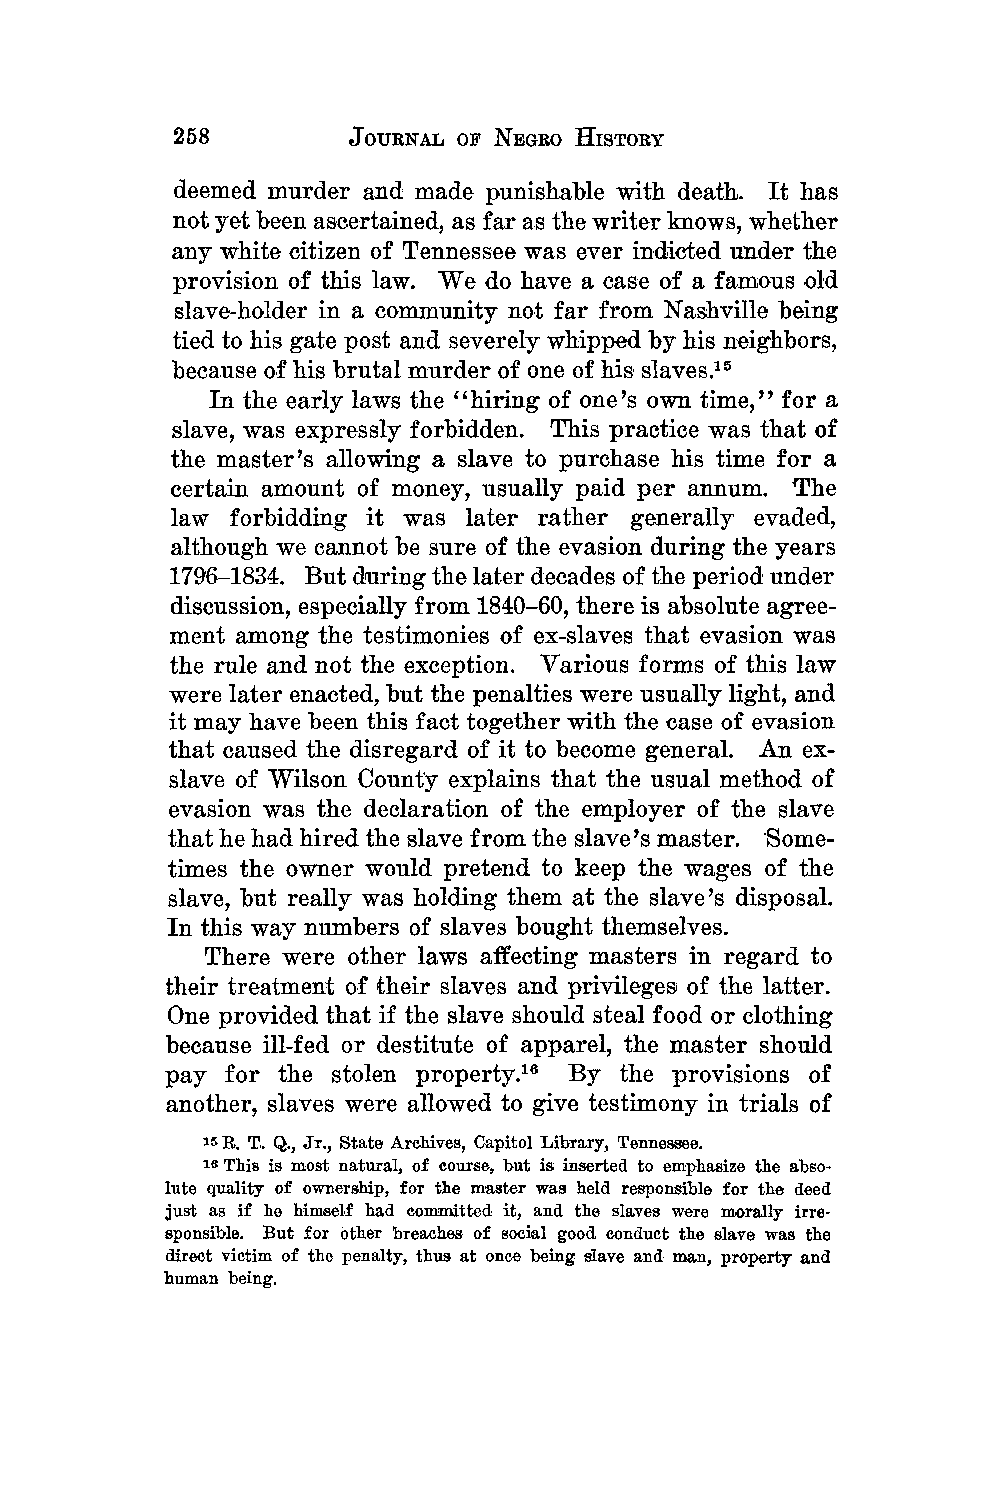 258 JOURNAL OF NEGRO HISTORY
deemed murder and made punishable with death. It has
not yet been ascertained, as far as the writer knows, whether
any white citizen of Tennessee was ever indicted under the
provision of this law. We do have a case of a famous old
slave-holder in a community not far from Nashville being
tied to his gate post and severely whipped by his neighbors,
because of his brutal murder of one of his slaves.¹⁵
In the early laws the “hiring of one’s own time,” for a
slave, was expressly forbidden. This practice was that of
the master’s allowing a slave to purchase his time for a
certain amount of money, usually paid per annum. The
law forbidding it was later rather generally evaded,
although we cannot be sure of the evasion during the years
1796–1834. But during the later decades of the period under
discussion, especially from 1840–60, there is absolute agree-
ment among the testimonies of ex-slaves that evasion was
the rule and not the exception. Various forms of this law
were later enacted, but the penalties were usually light, and
it may have been this fact together with the case of evasion
that caused the disregard of it to become general. An ex-
slave of Wilson County explains that the usual method of
evasion was the declaration of the employer of the slave
that he had hired the slave from the slave’s master. Some-
times the owner would pretend to keep the wages of the
slave, but really was holding them at the slave’s disposal.
In this way numbers of slaves bought themselves.
There were other laws affecting masters in regard to
their treatment of their slaves and privileges of the latter.
One provided that if the slave should steal food or clothing
because ill-fed or destitute of apparel, the master should
pay for the stolen property.¹⁶ By the provisions of
another, slaves were allowed to give testimony in trials of
¹⁵ R. T. Q., Jr., State Archives, Capitol Library, Tennessee.
¹⁶ This is most natural, of course, but is inserted to emphasize the abso-
lute quality of ownership, for the master was held responsible for the deed
just as if he himself had committed it, and the slaves were morally irre-
sponsible. But for other breaches of social good conduct the slave was the
direct victim of the penalty, thus at once being slave and man, property and
human being.